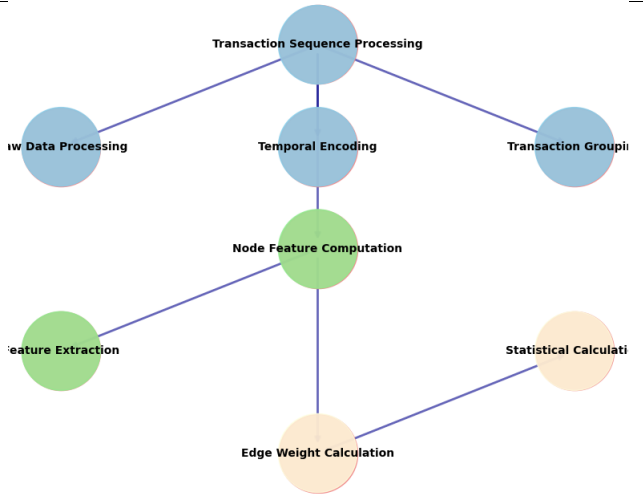 Transaction Sequence Processing
aw Data Processing
Temporal Encoding
Transaction Groupi
Node Feature Computation
Feature Extraction
Statistical Calculati
Edge Weight Calculation